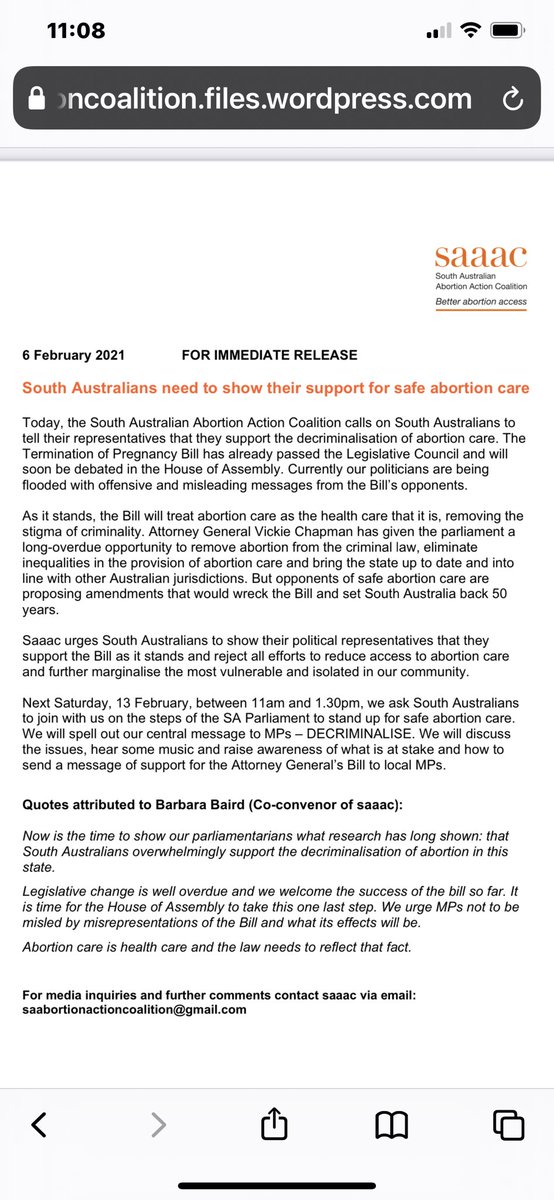 11:08
oncoalition.files.wordpress.com
saaac
South Australian
Abortion Action Coalition
Better abortion access
6 February 2021 FOR IMMEDIATE RELEASE
South Australians need to show their support for safe abortion care
Today, the South Australian Abortion Action Coalition calls on South Australians to
tell their representatives that they support the decriminalisation of abortion care. The
Termination of Pregnancy Bill has already passed the Legislative Council and will
soon be debated in the House of Assembly. Currently our politicians are being
flooded with offensive and misleading messages from the Bill's opponents.
As it stands, the Bill will treat abortion care as the health care that it is, removing the
stigma of criminality. Attorney General Vickie Chapman has given the parliament a
long-overdue opportunity to remove abortion from the criminal law, eliminate
inequalities in the provision of abortion care and bring the state up to date and into
line with other Australian jurisdictions. But opponents of safe abortion care are
proposing amendments that would wreck the Bill and set South Australia back 50
years.
Saaac urges South Australians to show their political representatives that they
support the Bill as it stands and reject all efforts to reduce access to abortion care
and further marginalise the most vulnerable and isolated in our community.
Next Saturday, 13 February, between 11am and 1.30pm, we ask South Australians
to join with us on the steps of the SA Parliament to stand up for safe abortion care.
We will spell out our central message to MPs – DECRIMINALISE. We will discuss
the issues, hear some music and raise awareness of what is at stake and how to
send a message of support for the Attorney General's Bill to local MPs.
Quotes attributed to Barbara Baird (Co-convenor of saaac):
Now is the time to show our parliamentarians what research has long shown: that
South Australians overwhelmingly support the decriminalisation of abortion in this
state.
Legislative change is well overdue and we welcome the success of the bill so far. It
is time for the House of Assembly to take this one last step. We urge MPs not to be
misled by misrepresentations of the Bill and what its effects will be.
Abortion care is health care and the law needs to reflect that fact.
For media inquiries and further comments contact saaac via email:
saabortionactioncoalition@gmail.com